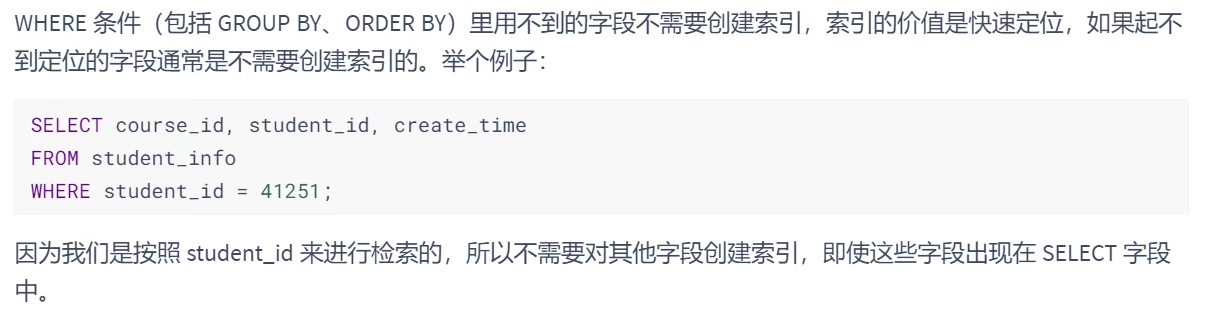 WHERE 条件（包括 GROUP BY、ORDER BY）里用不到的字段不需要创建索引，索引的价值是快速定位，如果起不
到定位的字段通常是不需要创建索引的。举个例子：
SELECT course_id, student_id, create_time
FROM student_info
WHERE student_id = 41251;
因为我们是按照 student_id 来进行检索的，所以不需要对其他字段创建索引，即使这些字段出现在 SELECT 字段
中。